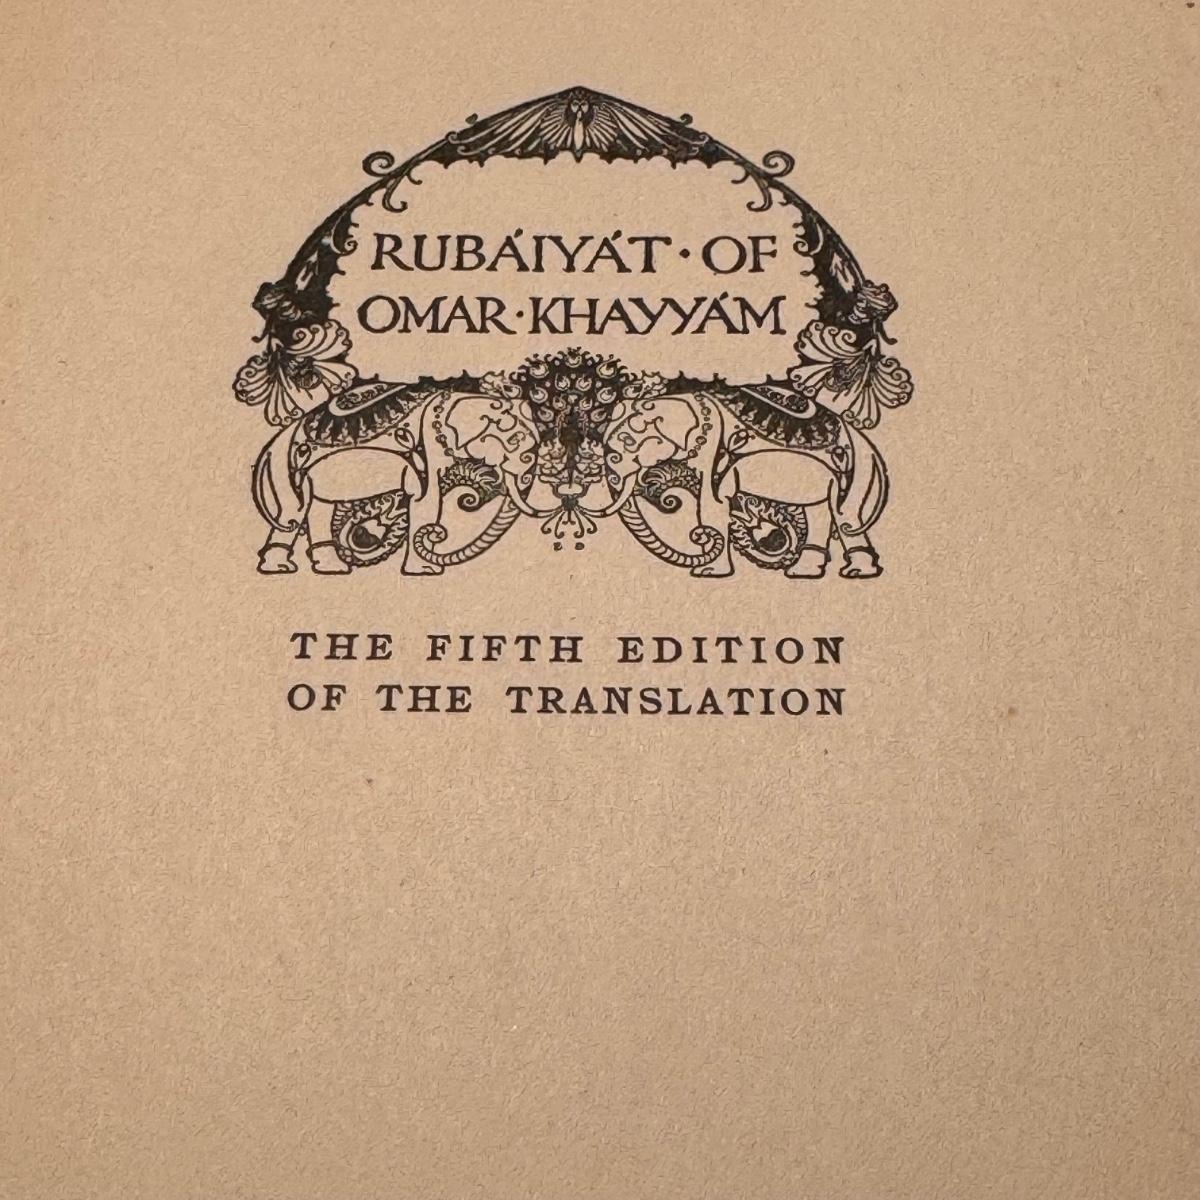 RUBÁIYÁT · OF
OMAR · KHAYYÁM
THE FIFTH EDITION
OF THE TRANSLATION